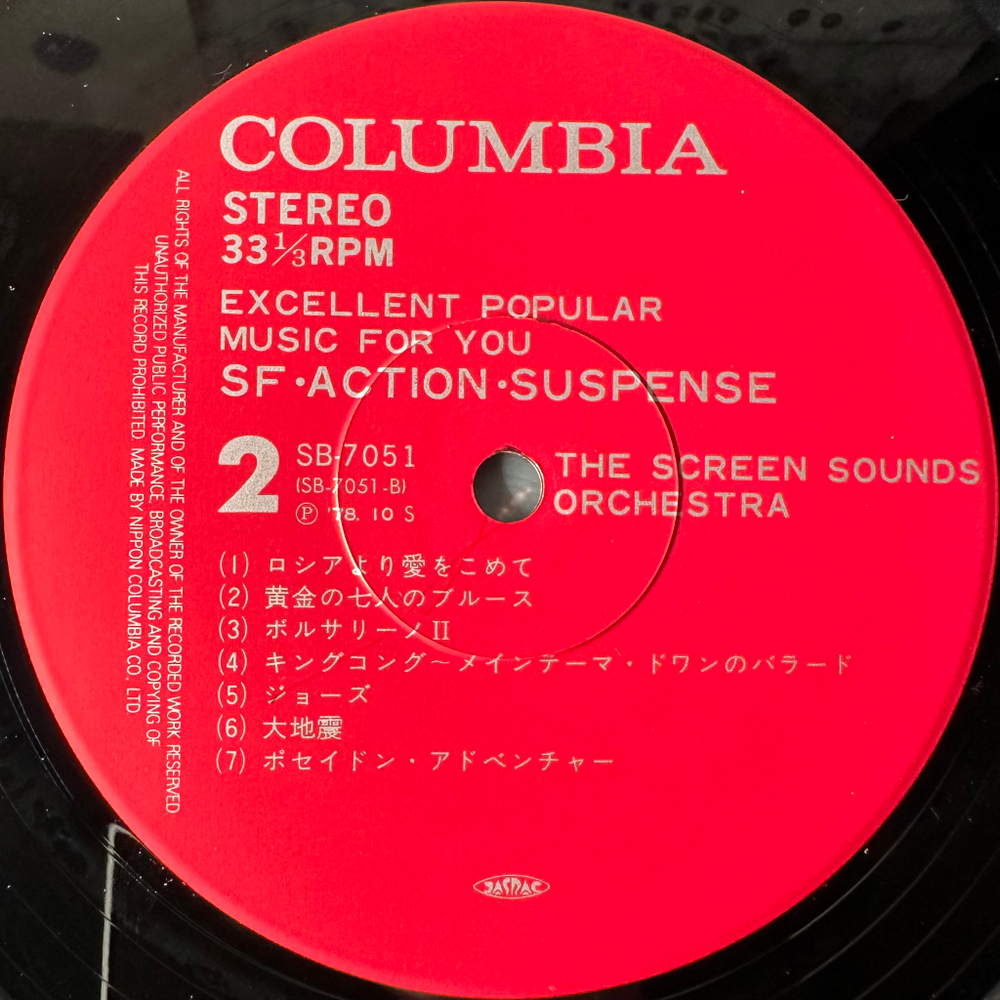 COLUMBIA
STEREO
33 1/3 RPM
EXCELLENT POPULAR
MUSIC FOR YOU
SF・ACTION・SUSPENSE
2
SB-7051
(SB-7051-B)
Ⓟ '78. 10 S
THE SCREEN SOUNDS
ORCHESTRA
(1) ロシアより愛をこめて
(2) 黄金の七人のブルース
(3) ボルサリーノII
(4) キングコング~メインテーマ・ドワンのバラード
(5) ジョーズ
(6) 大地震
(7) ポセイドン・アドベンチャー
JASRAC
ALL RIGHTS OF THE MANUFACTURER AND OF THE OWNER OF THE RECORDED WORK RESERVED
UNAUTHORIZED PUBLIC PERFORMANCE, BROADCASTING AND COPYING OF
THIS RECORD PROHIBITED. MADE BY NIPPON COLUMBIA CO., LTD.